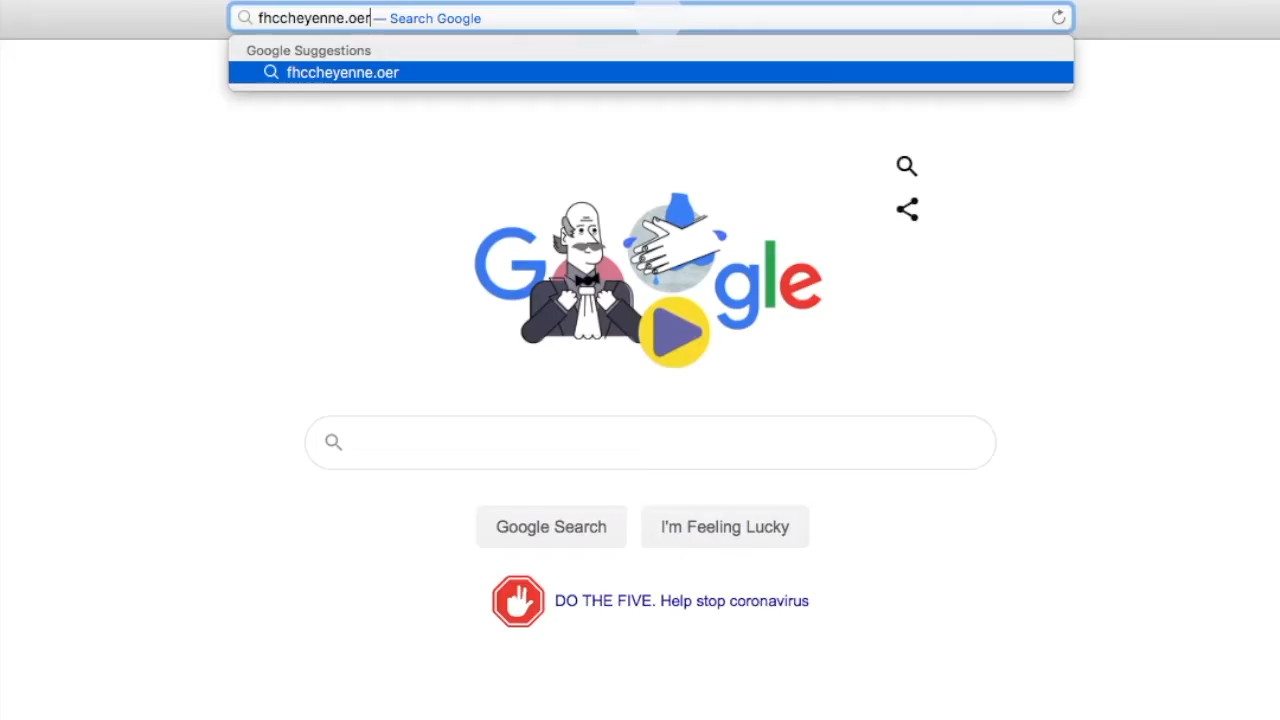 fhccheyenne.oer — Search Google
Google Suggestions
fhccheyenne.oer
Google
Google Search
I'm Feeling Lucky
DO THE FIVE. Help stop coronavirus